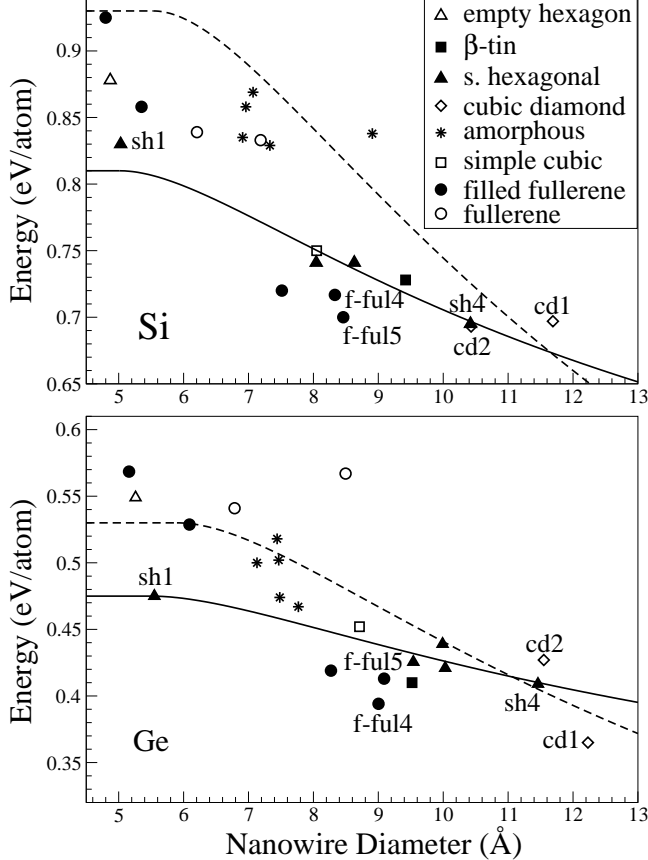 empty hexagon
β-tin
s. hexagonal
cubic diamond
amorphous
simple cubic
filled fullerene
fullerene
Energy (eV/atom)
0.9
0.85
0.8
0.75
0.7
0.65
sh1
f-ful4
f-ful5
sh4
cd2
cd1
Si
5 6 7 8 9 10 11 12 13
Energy (eV/atom)
0.6
0.55
0.5
0.45
0.4
0.35
sh1
f-ful5
f-ful4
cd2
sh4
cd1
Ge
5 6 7 8 9 10 11 12 13
Nanowire Diameter (Å)